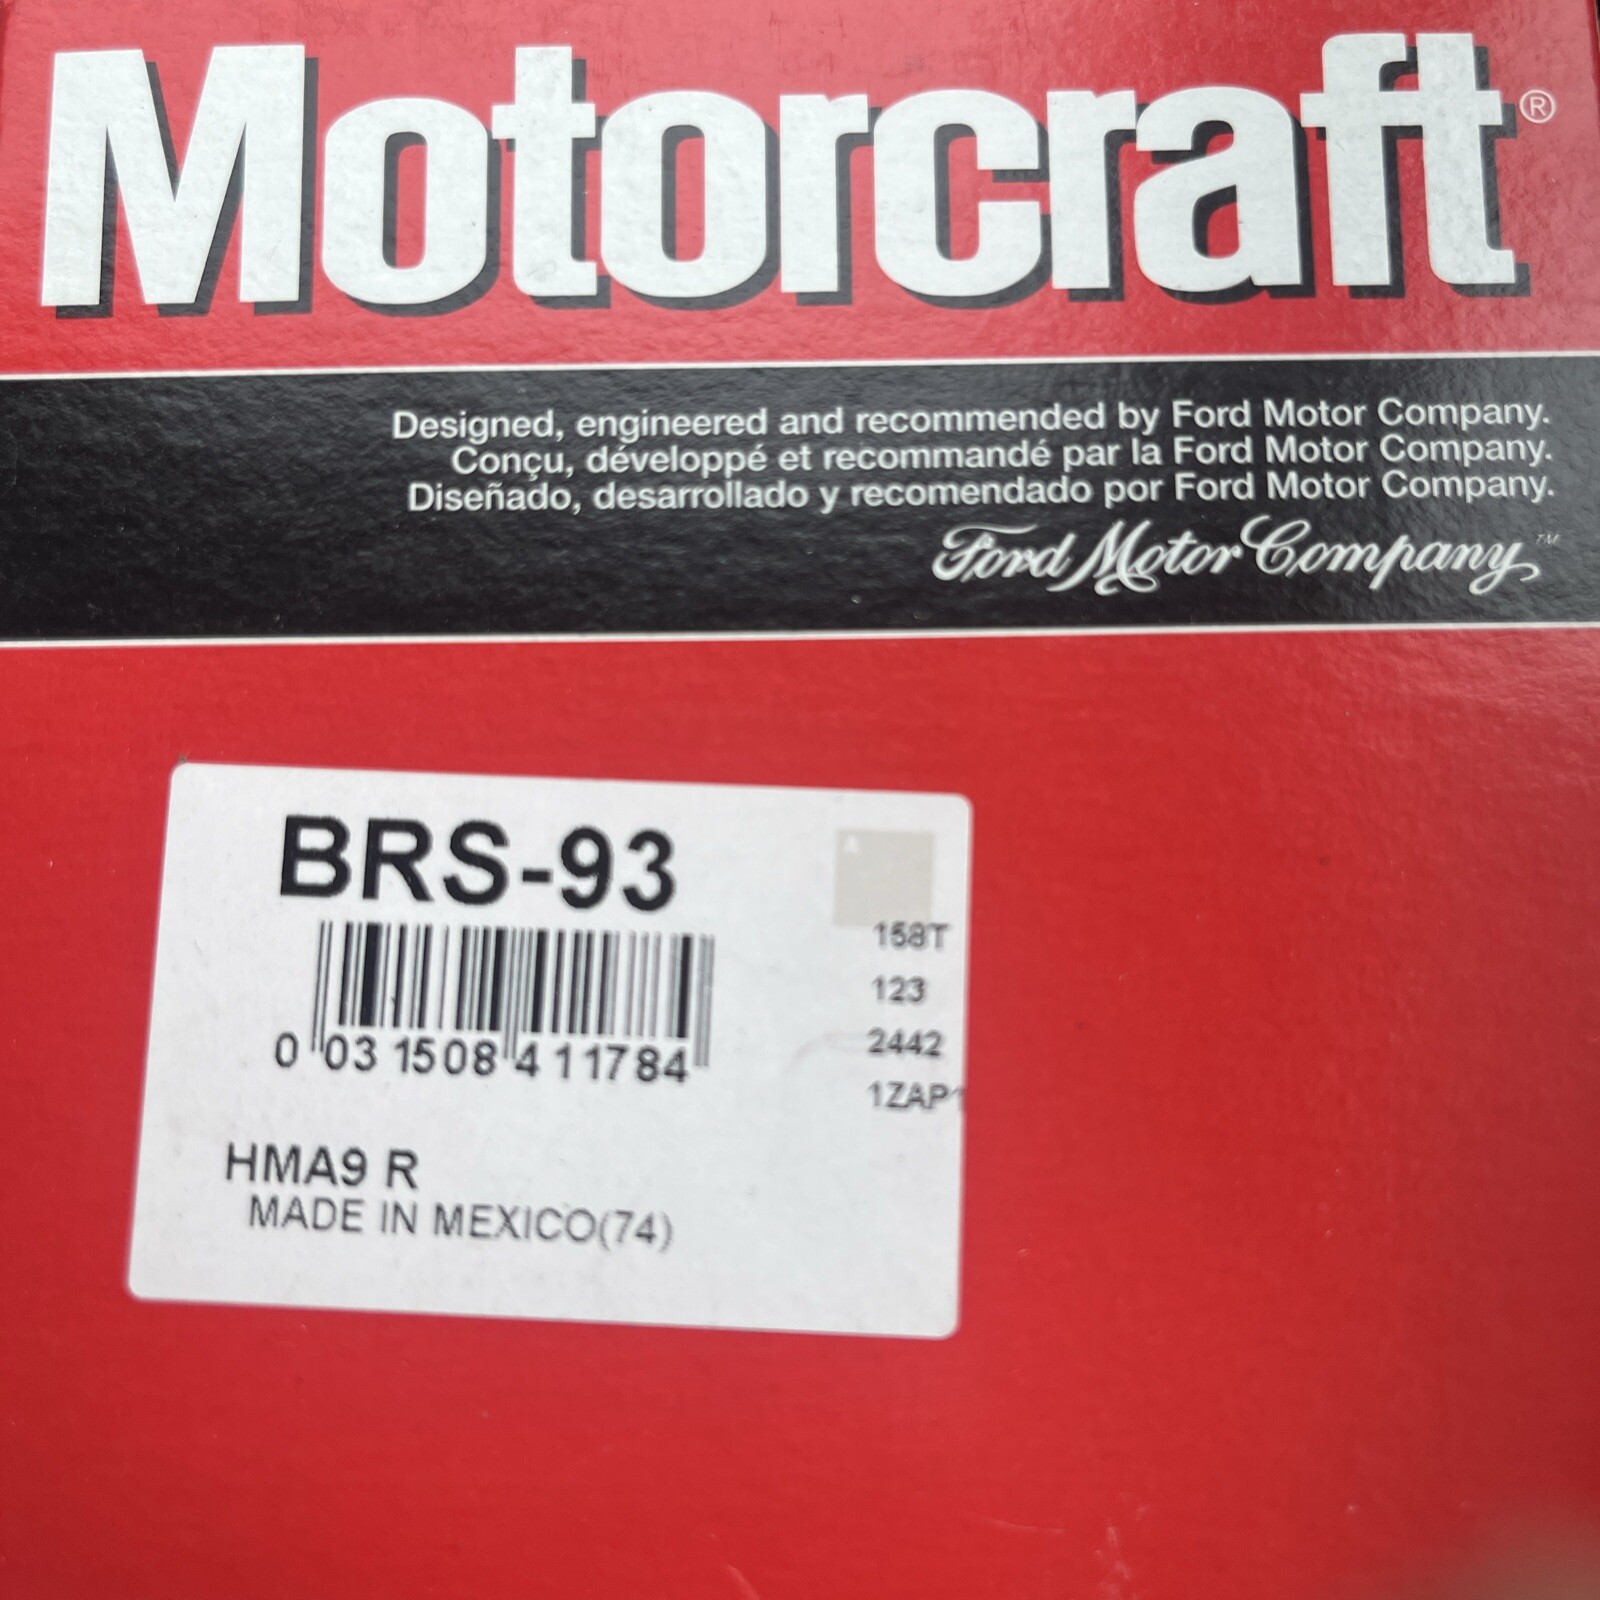 Motorcraft®
Designed, engineered and recommended by Ford Motor Company.
Conçu, développé et recommandé par la Ford Motor Company.
Diseñado, desarrollado y recomendado por Ford Motor Company.
Ford Motor Company™
BRS-93
A
158T
123
2442
0 031508 411784
HMA9 R
MADE IN MEXICO(74)